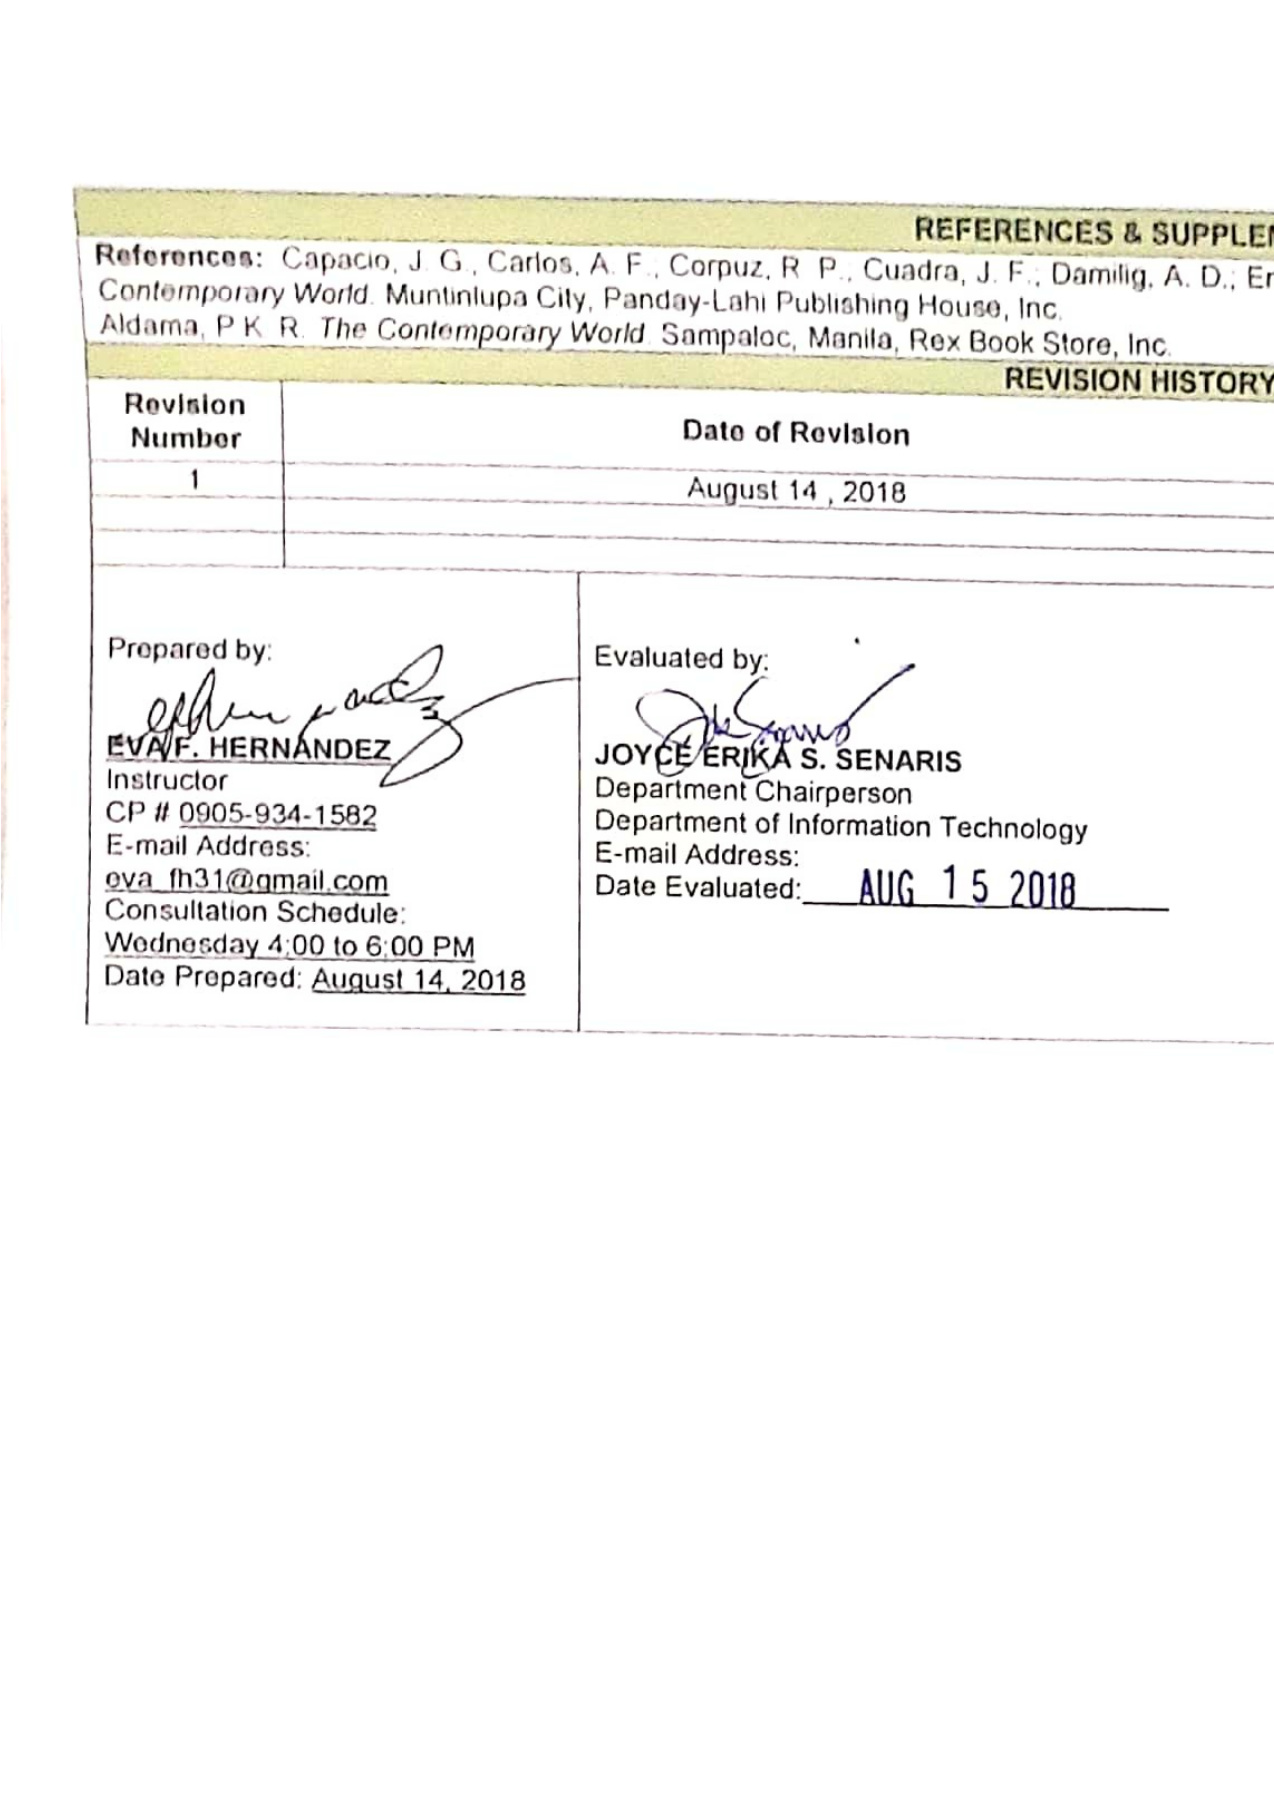 REFERENCES & SUPPLE
References: Capacio, J. G., Carlos, A. F., Corpuz, R. P., Cuadra, J. F.; Damilig, A. D.; Er
Contemporary World. Muntinlupa City, Panday-Lahi Publishing House, Inc.
Aldama, P K. R. The Contemporary World. Sampaloc, Manila, Rex Book Store, Inc.
REVISION HISTORY
Revision
Number
Date of Revision
1
August 14 , 2018
Prepared by:
EVA F. HERNANDEZ
Instructor
CP # 0905-934-1582
E-mail Address:
eva_fh31@gmail.com
Consultation Schedule:
Wednesday 4:00 to 6:00 PM
Date Prepared: August 14, 2018
Evaluated by:
JOYCE ERIKA S. SENARIS
Department Chairperson
Department of Information Technology
E-mail Address:
Date Evaluated: AUG 15 2018